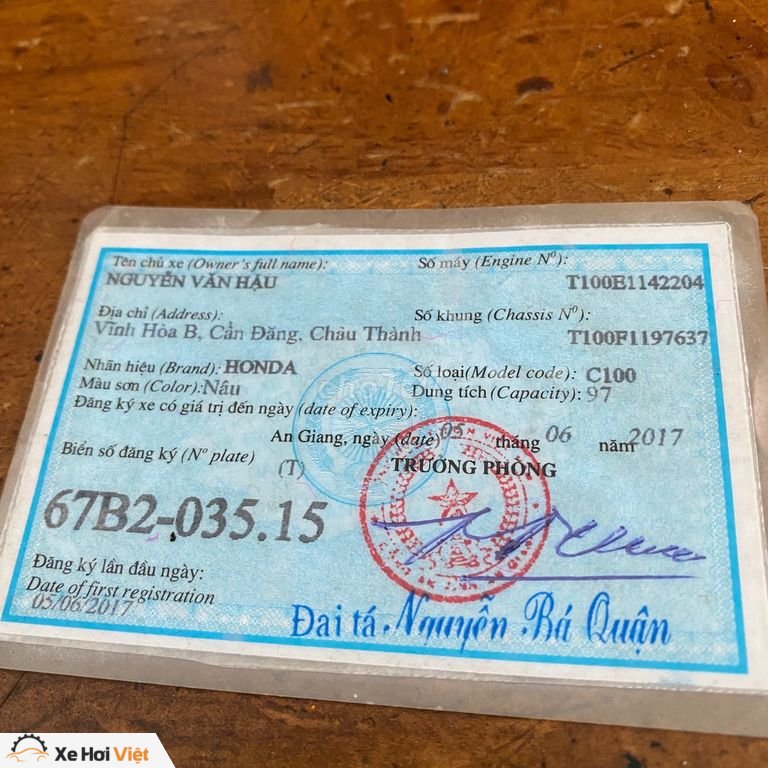 Tên chủ xe (Owner's full name):
NGUYỄN VĂN HẬU
Số máy (Engine Nº):
T100E1142204
Địa chỉ (Address):
Vĩnh Hòa B, Cần Đăng, Châu Thành
Số khung (Chassis Nº):
T100F1197637
Nhãn hiệu (Brand): HONDA
Số loại(Model code): C100
Màu sơn (Color): Nâu
Dung tích (Capacity): 97
Đăng ký xe có giá trị đến ngày (date of expiry):
An Giang, ngày (date) 05 tháng 06 năm 2017
Biển số đăng ký (Nº plate)
(T)
TRƯỞNG PHÒNG
67B2-035.15
Đăng ký lần đầu ngày:
Date of first registration
05/06/2017
Đại tá. Nguyễn Bá Quận
Xe Hơi Việt